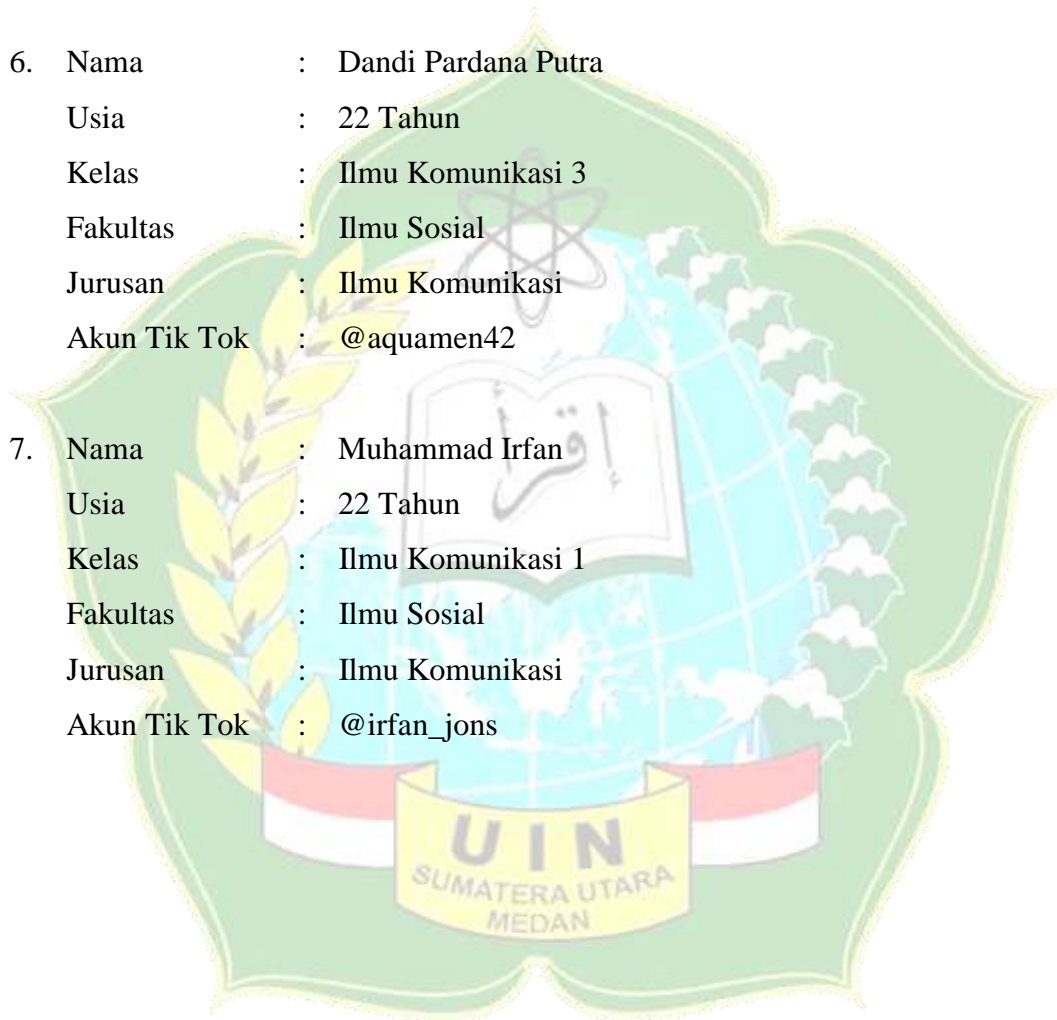 6. Nama : Dandi Pardana Putra
Usia : 22 Tahun
Kelas : Ilmu Komunikasi 3
Fakultas : Ilmu Sosial
Jurusan : Ilmu Komunikasi
Akun Tik Tok : @aquamen42
7. Nama : Muhammad Irfan
Usia : 22 Tahun
Kelas : Ilmu Komunikasi 1
Fakultas : Ilmu Sosial
Jurusan : Ilmu Komunikasi
Akun Tik Tok : @irfan_jons
إقرأ
UIN
SUMATERA UTARA
MEDAN